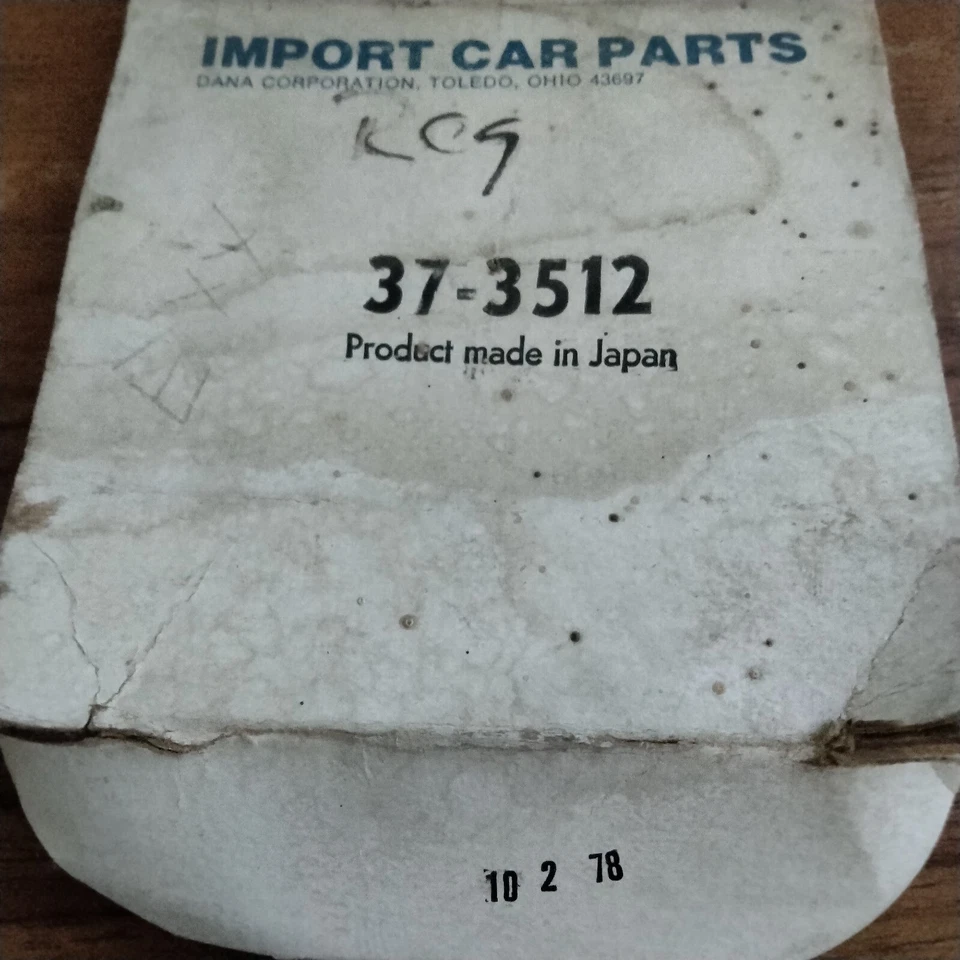 IMPORT CAR PARTS
DANA CORPORATION, TOLEDO, OHIO 43697
37-3512
Product made in Japan
10 2 78